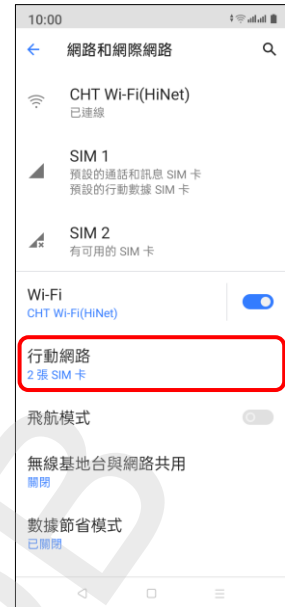 10:00
網路和網際網路
CHT Wi-Fi(HiNet)
已連線
SIM 1
預設的通話和訊息 SIM 卡
預設的行動數據 SIM 卡
SIM 2
有可用的 SIM 卡
Wi-Fi
CHT Wi-Fi(HiNet)
行動網路
2 張 SIM 卡
飛航模式
無線基地台與網路共用
關閉
數據節省模式
已關閉